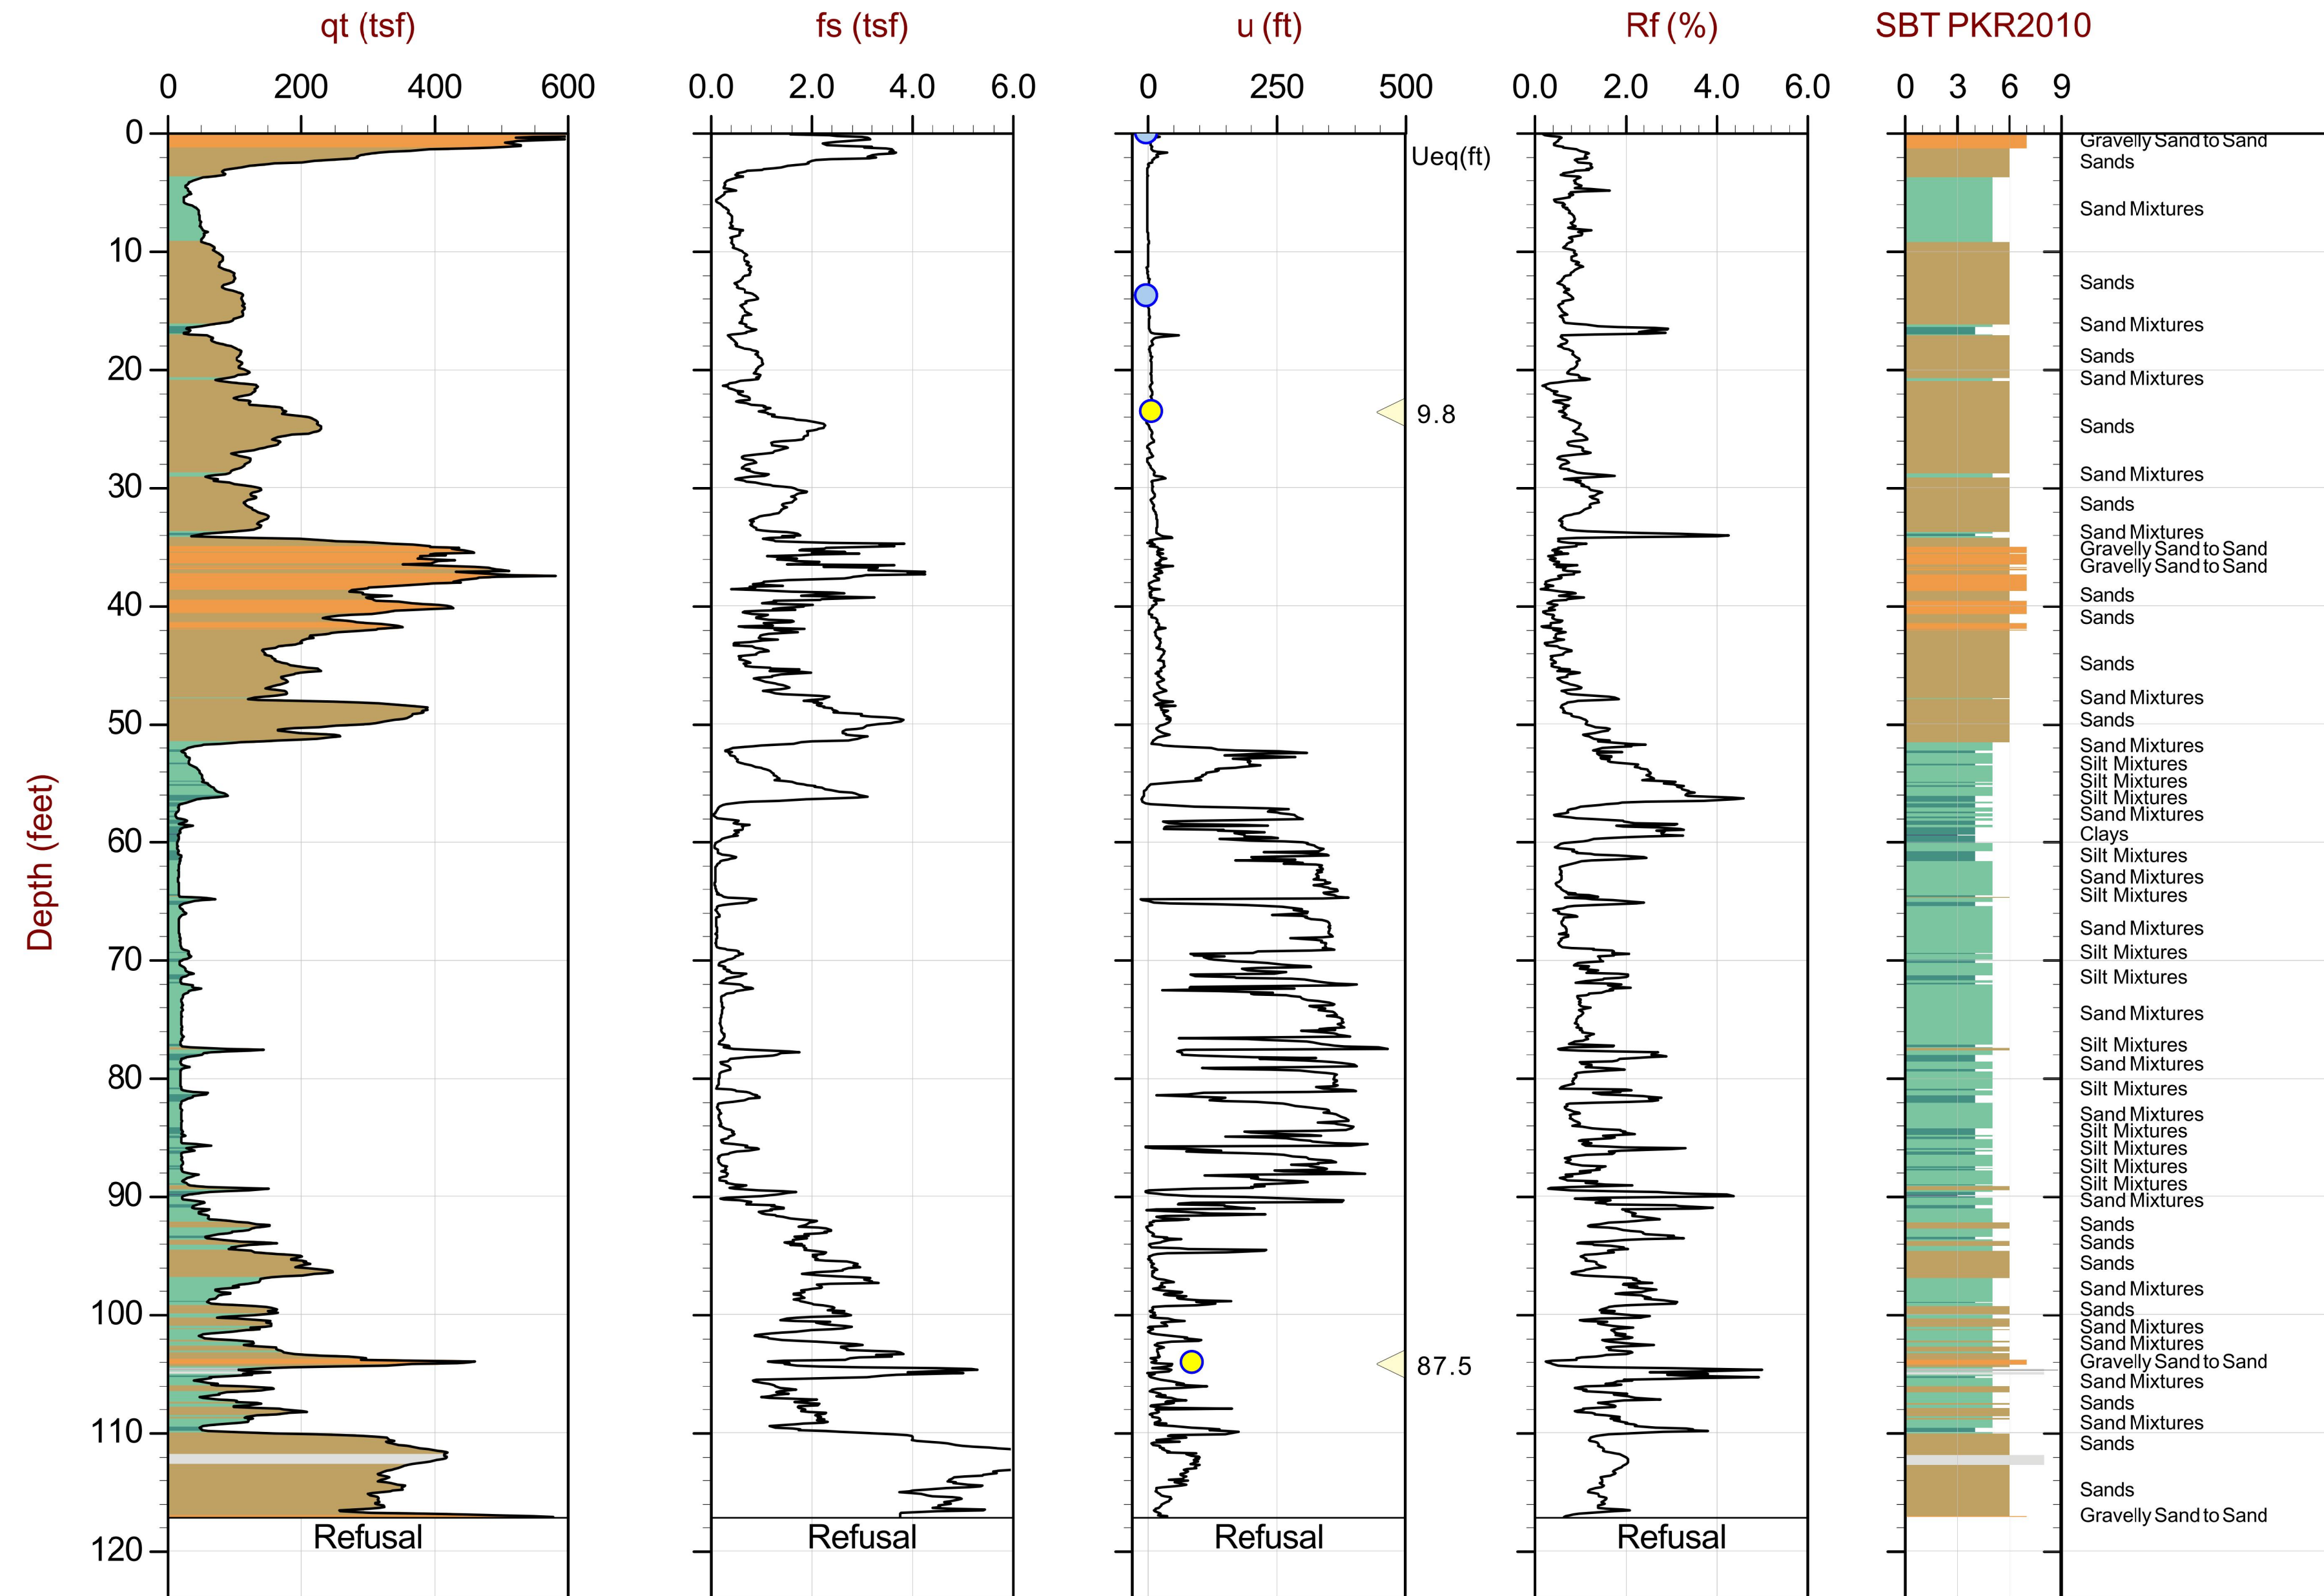 qt (tsf)
fs (tsf)
u (ft)
Rf (%)
SBT PKR2010
0 200 400 600
0.0 2.0 4.0 6.0
0 250 500
0.0 2.0 4.0 6.0
0 3 6 9
Depth (feet)
0
10
20
30
40
50
60
70
80
90
100
110
120
Ueq(ft)
9.8
87.5
Refusal
Refusal
Refusal
Refusal
Gravelly Sand to Sand
Sands
Sand Mixtures
Sands
Sand Mixtures
Sands
Sand Mixtures
Sands
Sand Mixtures
Sands
Sand Mixtures
Gravelly Sand to Sand
Gravelly Sand to Sand
Sands
Sands
Sands
Sand Mixtures
Sands
Sand Mixtures
Silt Mixtures
Silt Mixtures
Silt Mixtures
Sand Mixtures
Clays
Silt Mixtures
Sand Mixtures
Silt Mixtures
Sand Mixtures
Silt Mixtures
Silt Mixtures
Sand Mixtures
Silt Mixtures
Sand Mixtures
Silt Mixtures
Sand Mixtures
Silt Mixtures
Silt Mixtures
Silt Mixtures
Silt Mixtures
Sand Mixtures
Sands
Sands
Sands
Sand Mixtures
Sands
Sand Mixtures
Sand Mixtures
Gravelly Sand to Sand
Sand Mixtures
Sands
Sand Mixtures
Sands
Sands
Gravelly Sand to Sand